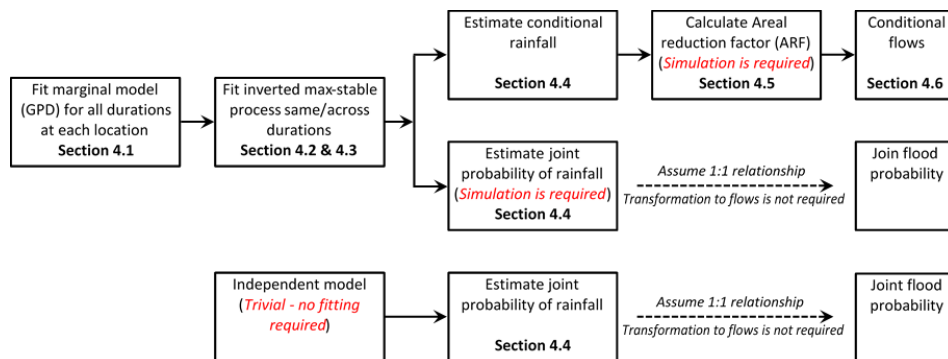 Estimate conditional
rainfall
Section 4.4
Calculate Areal
reduction factor (ARF)
(Simulation is required)
Section 4.5
Conditional
flows
Section 4.6
Fit marginal model
(GPD) for all durations
at each location
Section 4.1
Fit inverted max-stable
process same/across
durations
Section 4.2 & 4.3
Estimate joint
probability of rainfall
(Simulation is required)
Section 4.4
Assume 1:1 relationship
Transformation to flows is not required
Join flood
probability
Independent model
(Trivial - no fitting
required)
Estimate joint
probability of rainfall
Section 4.4
Assume 1:1 relationship
Transformation to flows is not required
Joint flood
probability